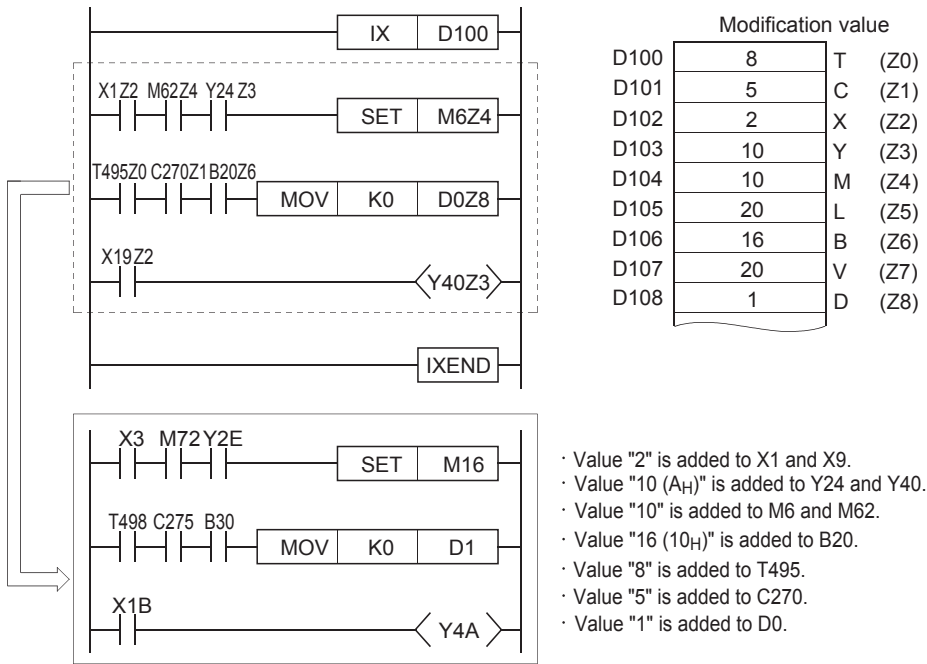 IX D100
X1Z2 M62Z4 Y24 Z3
SET M6Z4
T495Z0 C270Z1 B20Z6
MOV K0 D0Z8
X19Z2
Y40Z3
IXEND
Modification value
D100 8 T (Z0)
D101 5 C (Z1)
D102 2 X (Z2)
D103 10 Y (Z3)
D104 10 M (Z4)
D105 20 L (Z5)
D106 16 B (Z6)
D107 20 V (Z7)
D108 1 D (Z8)
X3 M72 Y2E
SET M16
T498 C275 B30
MOV K0 D1
X1B
Y4A
· Value "2" is added to X1 and X9.
· Value "10 (AH)" is added to Y24 and Y40.
· Value "10" is added to M6 and M62.
· Value "16 (10H)" is added to B20.
· Value "8" is added to T495.
· Value "5" is added to C270.
· Value "1" is added to D0.